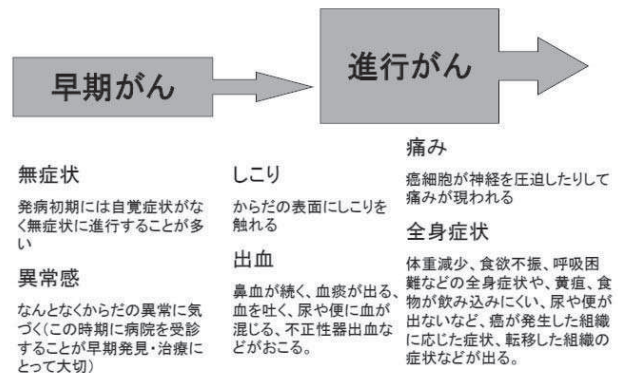 早期がん
進行がん
無症状
発病初期には自覚症状がな
く無症状に進行することが多
い
異常感
なんとなくからだの異常に気
づく(この時期に病院を受診
することが早期発見・治療に
とって大切)
しこり
からだの表面にしこりを
触れる
出血
鼻血が続く、血痰が出る、
血を吐く、尿や便に血が
混じる、不正性器出血な
どがおこる。
痛み
癌細胞が神経を圧迫したりして
痛みが現われる
全身症状
体重減少、食欲不振、呼吸困
難などの全身症状や、黄疸、食
物が飲み込みにくい、尿や便が
出ないなど、癌が発生した組織
に応じた症状、転移した組織の
症状などが出る。